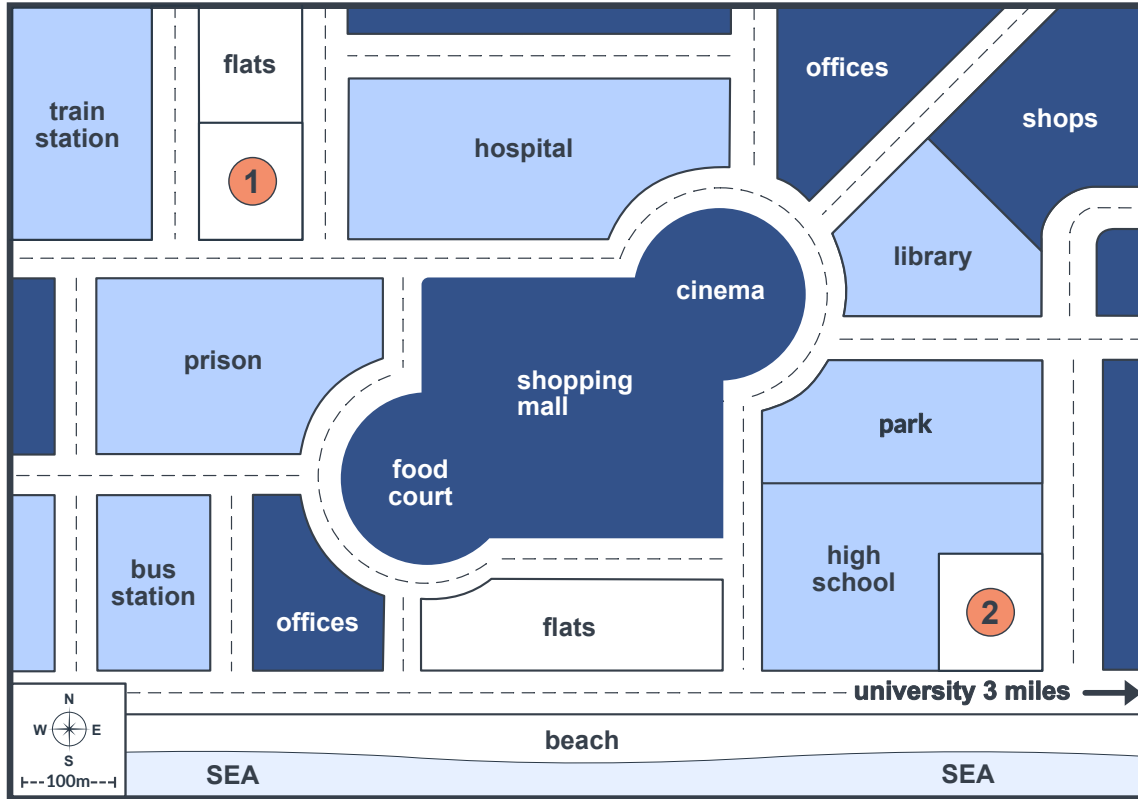 flats
train
station
1
hospital
offices
shops
library
cinema
prison
shopping
mall
park
food
court
bus
station
offices
flats
high
school
2
university 3 miles
N
W E
S
100m
beach
SEA
SEA